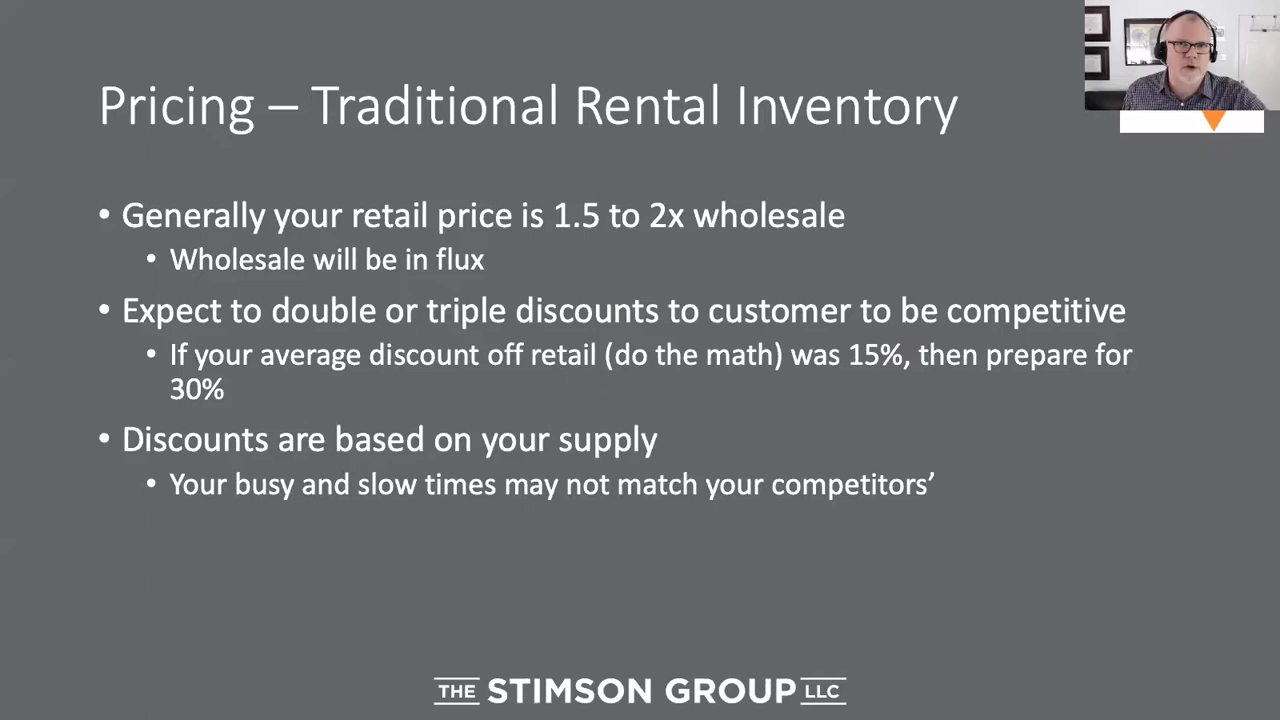 Pricing – Traditional Rental Inventory
• Generally your retail price is 1.5 to 2x wholesale
• Wholesale will be in flux
• Expect to double or triple discounts to customer to be competitive
• If your average discount off retail (do the math) was 15%, then prepare for
30%
• Discounts are based on your supply
• Your busy and slow times may not match your competitors’
THE STIMSON GROUP LLC